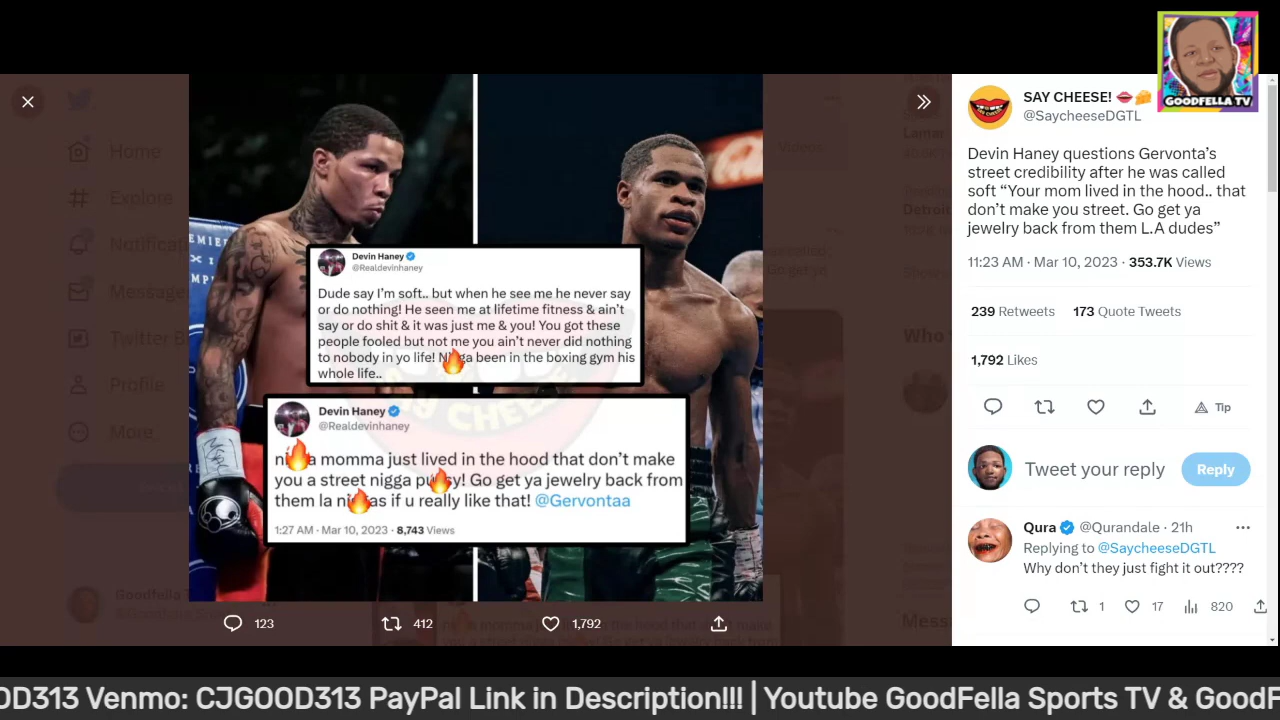 GOODFELLA TV
SAY CHEESE!
@SaycheeseDGTL
Devin Haney questions Gervonta’s
street credibility after he was called
soft “Your mom lived in the hood.. that
don’t make you street. Go get ya
jewelry back from them L.A dudes”
11:23 AM · Mar 10, 2023 · 353.7K Views
239 Retweets 173 Quote Tweets
1,792 Likes
Tip
Tweet your reply
Reply
Qura @Qurandale · 21h
Replying to @SaycheeseDGTL
Why don’t they just fight it out????
1 17 820
Home
Explore
Notificat
Message
Twitter B
Profile
More
Devin Haney
@Realdevinhaney
Dude say I’m soft.. but when he see me he never say
or do nothing! He seen me at lifetime fitness & ain’t
say or do shit & it was just me & you! You got these
people fooled but not me you ain’t never did nothing
to nobody in yo life! N ga been in the boxing gym his
whole life..
Devin Haney
@Realdevinhaney
ni a momma just lived in the hood that don’t make
you a street nigga pu sy! Go get ya jewelry back from
them la ni as if u really like that! @Gervontaa
1:27 AM · Mar 10, 2023 · 8,743 Views
123 412 1,792
OD313 Venmo: CJGOOD313 PayPal Link in Description!!! | Youtube GoodFella Sports TV & GoodF